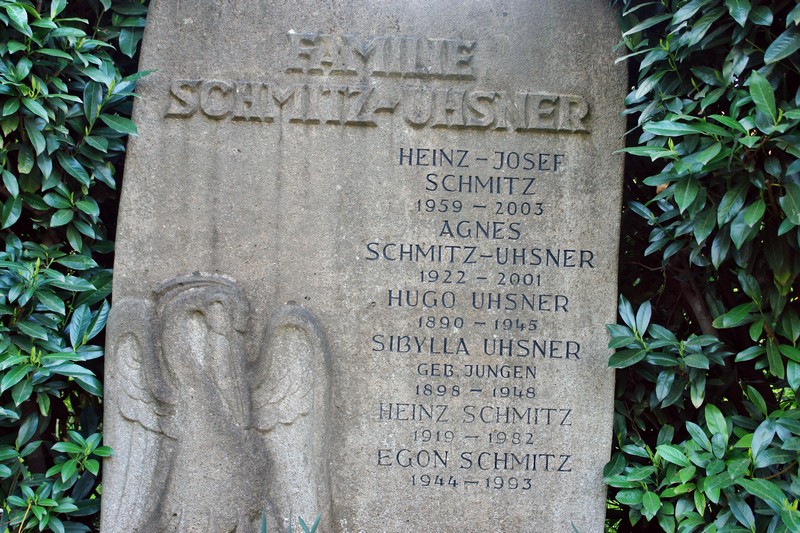 FAMILIE
SCHMITZ-UHSNER
HEINZ-JOSEF
SCHMITZ
1959-2003
AGNES
SCHMITZ-UHSNER
1922-2001
HUGO UHSNER
1890-1945
SIBYLLA UHSNER
GEB. JUNGEN
1898-1948
HEINZ SCHMITZ
1919-1982
EGON SCHMITZ
1944-1993